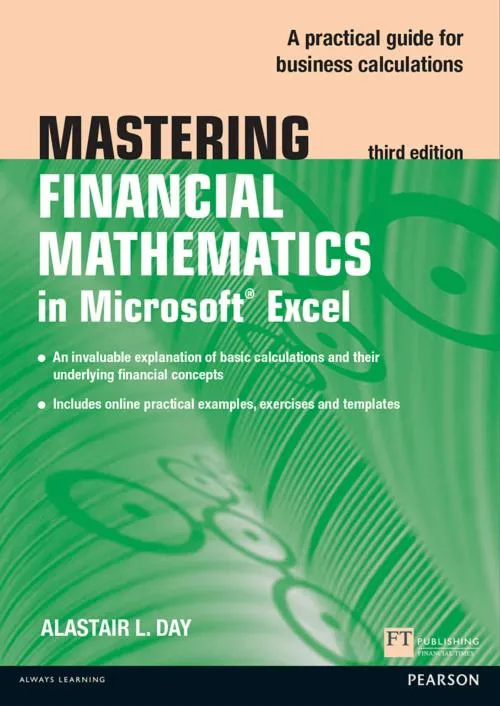 A practical guide for
business calculations
MASTERING
third edition
FINANCIAL
MATHEMATICS
in Microsoft® Excel
• An invaluable explanation of basic calculations and their
underlying financial concepts
• Includes online practical examples, exercises and templates
ALASTAIR L. DAY
FT PUBLISHING
FINANCIAL TIMES
ALWAYS LEARNING
PEARSON